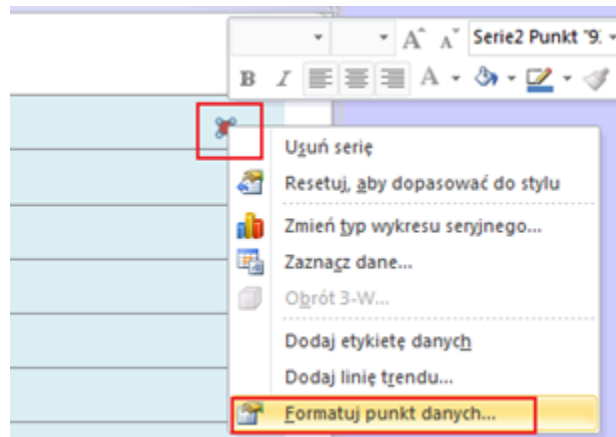 Serie2 Punkt "9.
B I A
Usuń serię
Resetuj, aby dopasować do stylu
Zmień typ wykresu seryjnego...
Zaznacz dane...
Obrót 3-W...
Dodaj etykietę danych
Dodaj linię trendu...
Formatuj punkt danych...